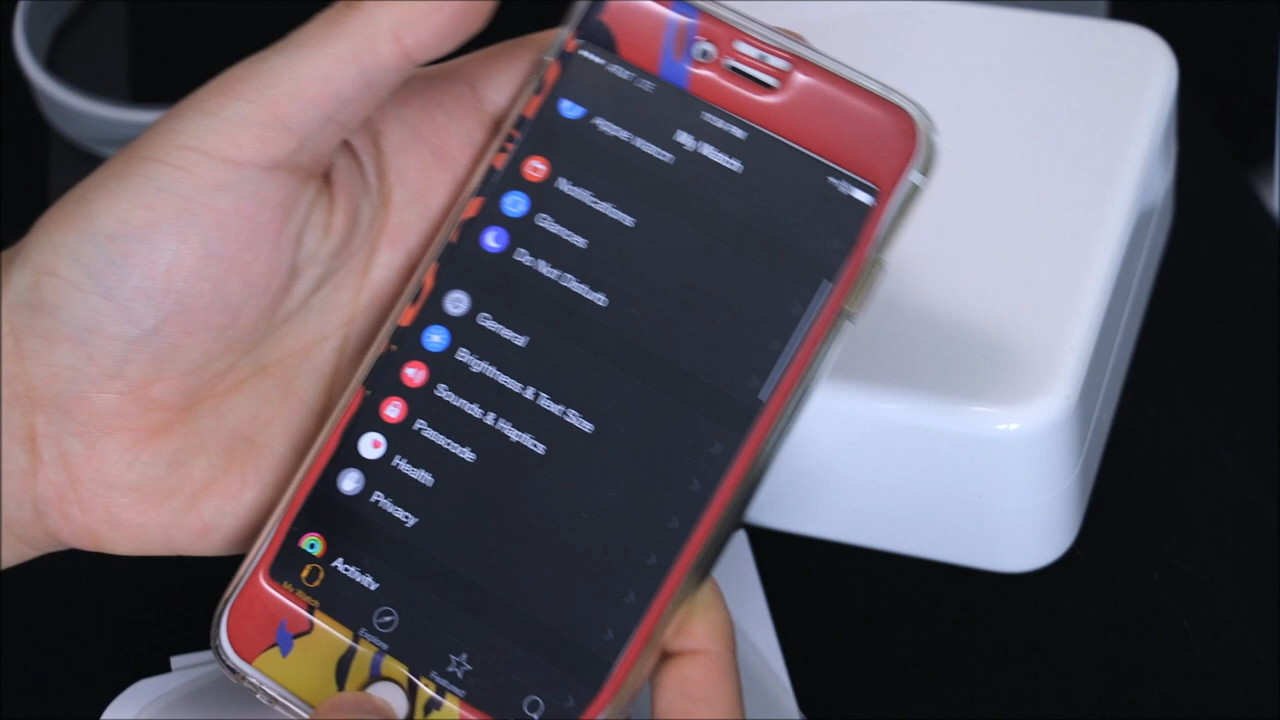 My Watch
Apple Watch
Notifications
Glances
Do Not Disturb
General
Brightness & Text Size
Sounds & Haptics
Passcode
Health
Privacy
Activity
My Watch
Explore
Featured